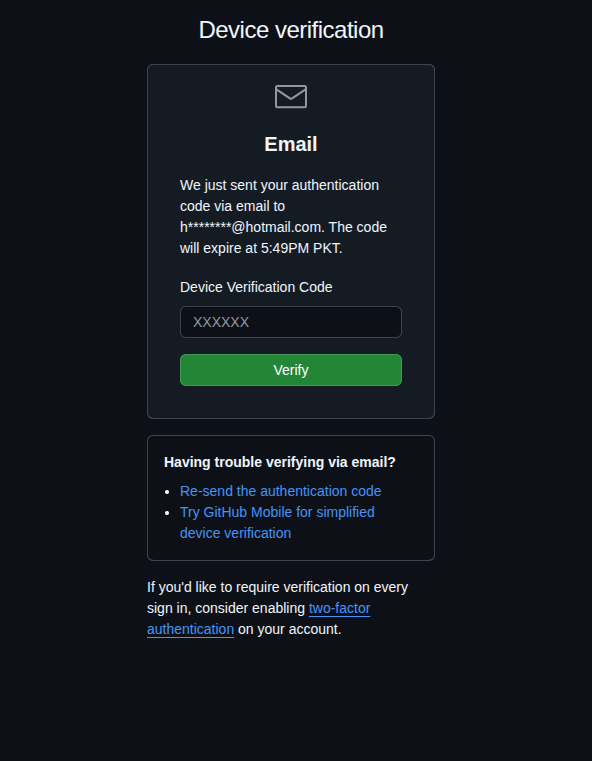 Device verification
Email
We just sent your authentication
code via email to
h********@hotmail.com. The code
will expire at 5:49PM PKT.
Device Verification Code
XXXXXX
Verify
Having trouble verifying via email?
Re-send the authentication code
Try GitHub Mobile for simplified
device verification
If you'd like to require verification on every
sign in, consider enabling two-factor
authentication on your account.